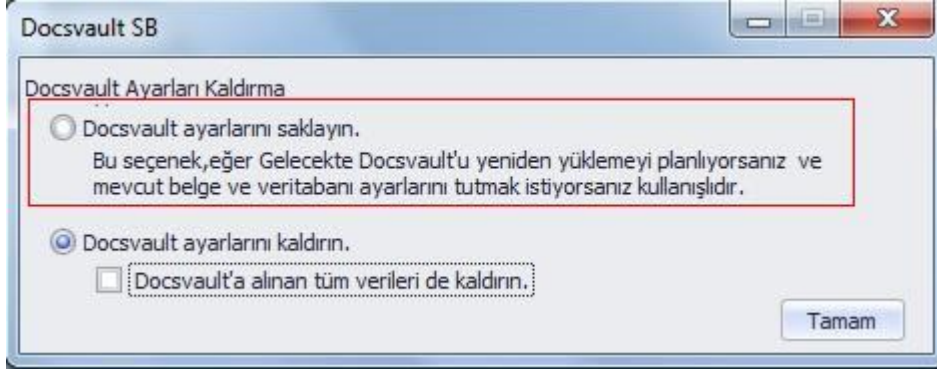 Docsvault SB
Docsvault Ayarları Kaldırma
Docsvault ayarlarını saklayın.
Bu seçenek,eğer Gelecekte Docsvault'u yeniden yüklemeyi planlıyorsanız ve
mevcut belge ve veritabanı ayarlarını tutmak istiyorsanız kullanışlıdır.
Docsvault ayarlarını kaldırın.
Docsvault'a alınan tüm verileri de kaldırın.
Tamam